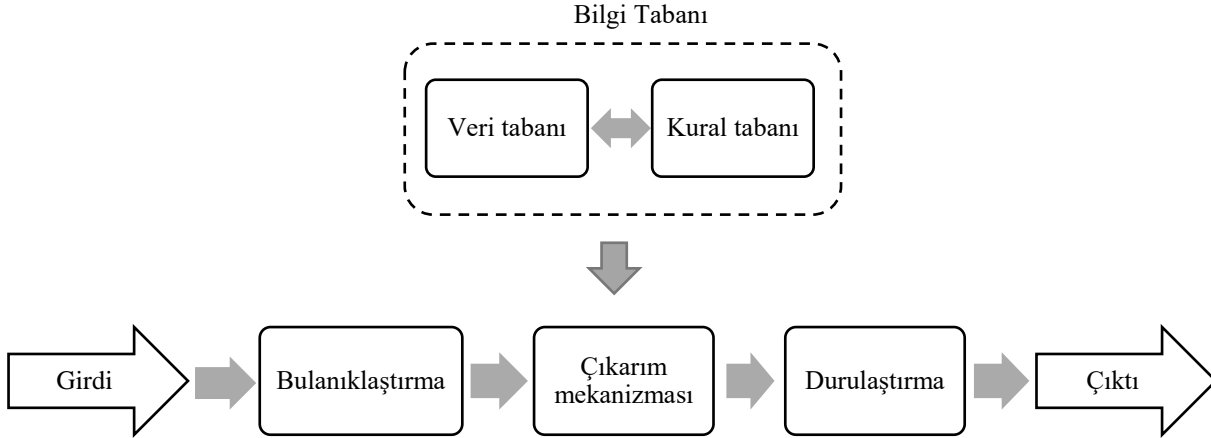 Bilgi Tabanı
Veri tabanı
Kural tabanı
Girdi
Bulanıklaştırma
Çıkarım
mekanizması
Durulaştırma
Çıktı